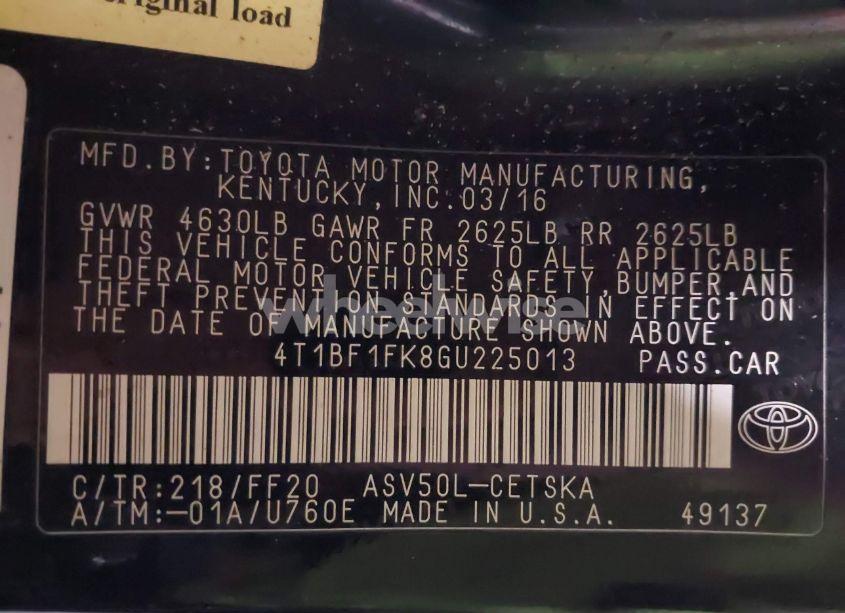 original load
MFD.BY:TOYOTA MOTOR MANUFACTURING,
KENTUCKY,INC.03/16
GVWR 4630LB GAWR FR 2625LB RR 2625LB
THIS VEHICLE CONFORMS TO ALL APPLICABLE
FEDERAL MOTOR VEHICLE SAFETY,BUMPER,AND
THEFT PREVENTION STANDARDS IN EFFECT ON
THE DATE OF MANUFACTURE SHOWN ABOVE.
wheelwise
4T1BF1FK8GU225013 PASS.CAR
C/TR:218/FF20 ASV50L-CETSKA
A/TM:-01A/U760E MADE IN U.S.A. 49137